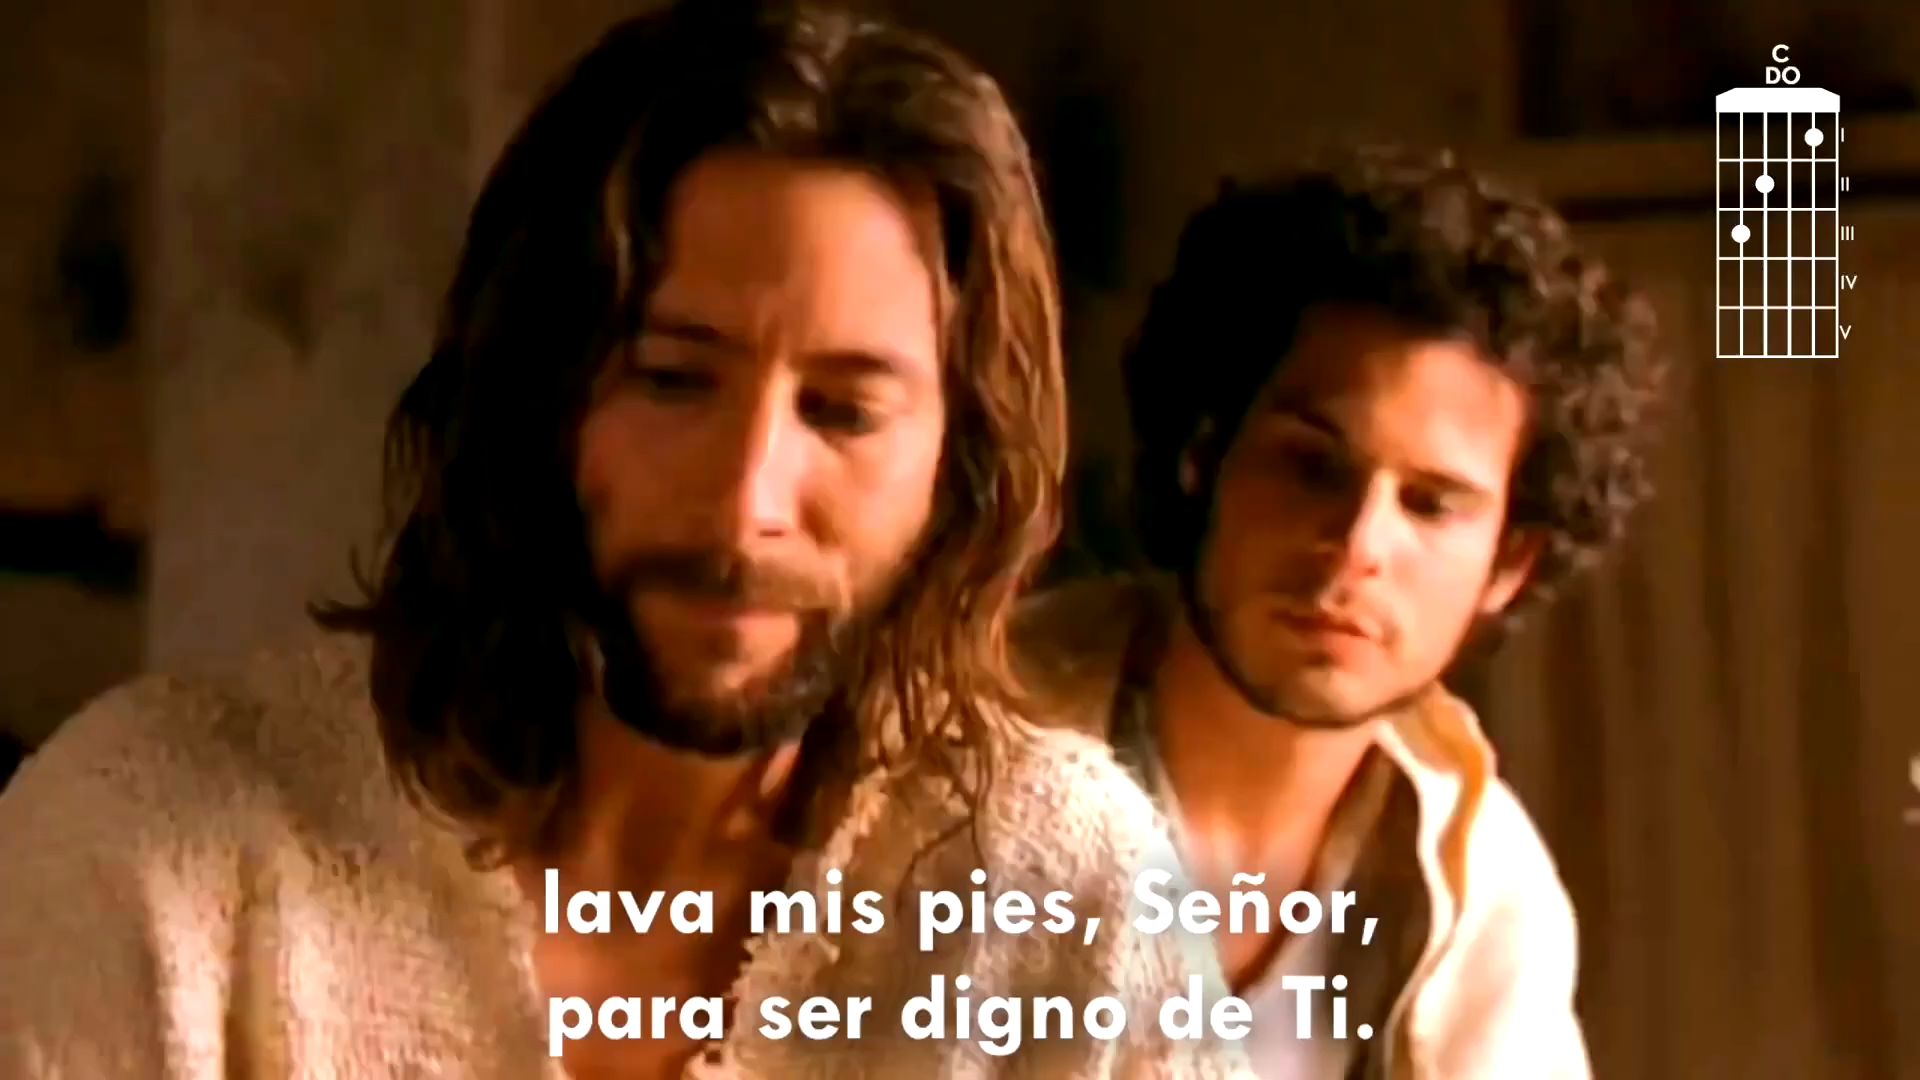 C
DO
I
II
III
IV
V
lava mis pies, Señor,
para ser digno de Ti.